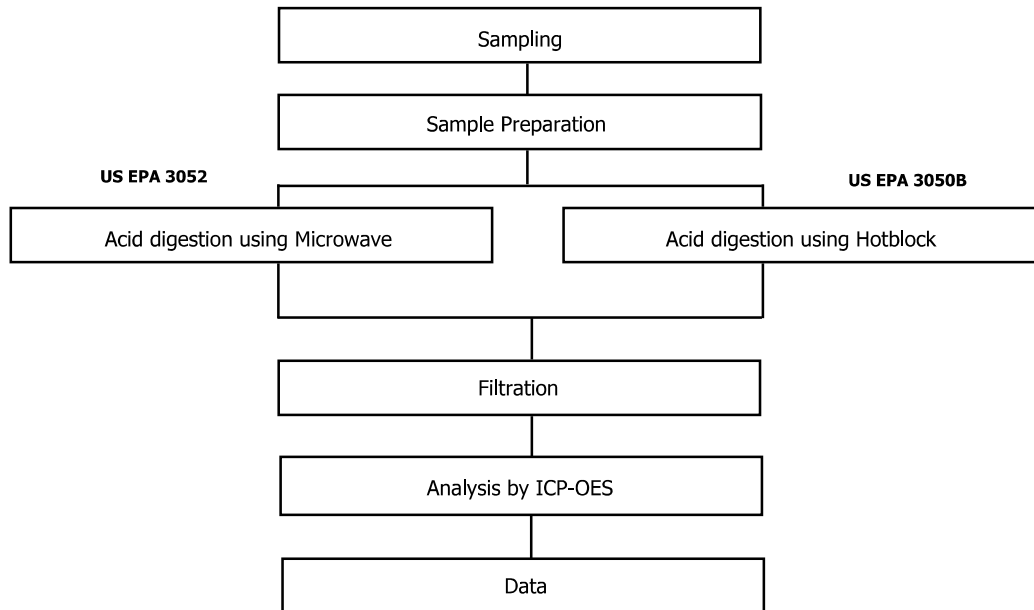 Sampling
Sample Preparation
US EPA 3052
US EPA 3050B
Acid digestion using Microwave
Acid digestion using Hotblock
Filtration
Analysis by ICP-OES
Data